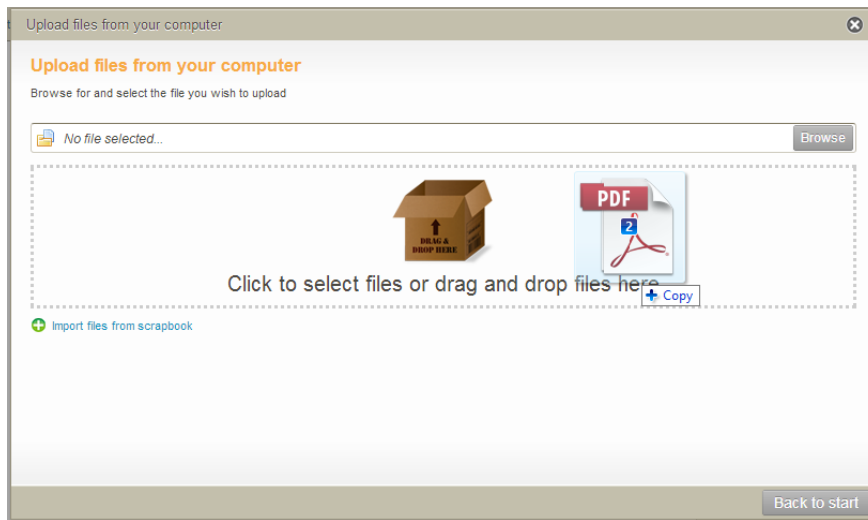 Upload files from your computer
Upload files from your computer
Browse for and select the file you wish to upload
No file selected...
Browse
PDF
2
DRAG &
DROP HERE
Click to select files or drag and drop files here
Copy
Import files from scrapbook
Back to start